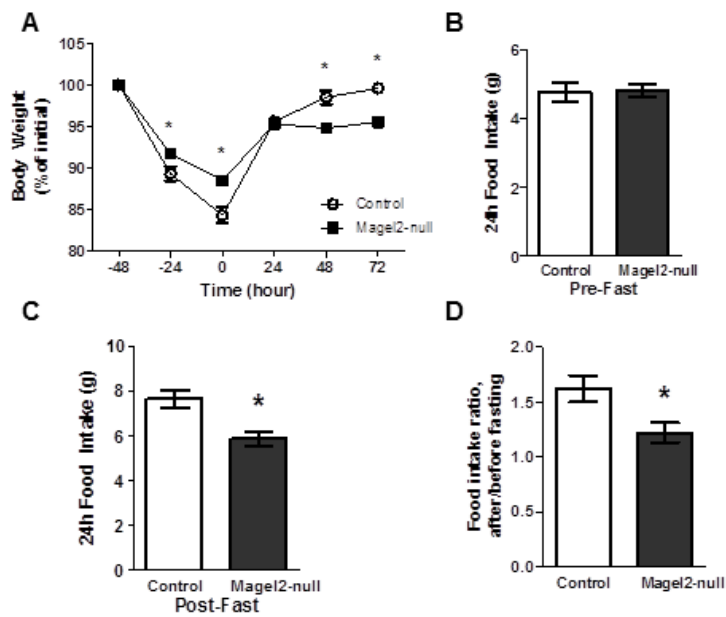 A
105
100
95
90
85
80
Body Weight
(% of initial)
*
*
*
*
Control
Magel2-null
-48
-24
0
24
48
72
Time (hour)
B
6
4
2
0
24h Food Intake (g)
Control
Magel2-null
Pre-Fast
C
10
8
6
4
2
0
24h Food Intake (g)
*
Control
Magel2-null
Post-Fast
D
2.0
1.5
1.0
0.5
0.0
Food intake ratio,
after/before fasting
*
Control
Magel2-null